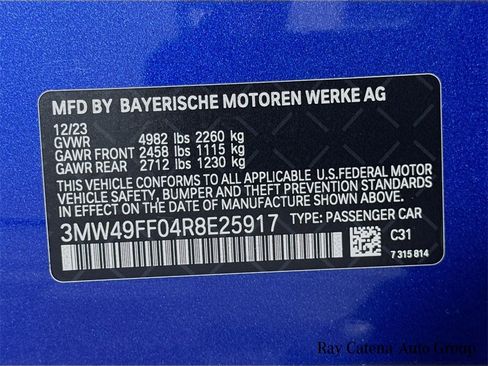 MFD BY BAYERISCHE MOTOREN WERKE AG
12/23
GVWR 4982 lbs 2260 kg
GAWR FRONT 2458 lbs 1115 kg
GAWR REAR 2712 lbs 1230 kg
THIS VEHICLE CONFORMS TO ALL APPLICABLE U.S.FEDERAL MOTOR
VEHICLE SAFETY, BUMPER, AND THEFT PREVENTION STANDARDS IN
EFFECT ON THE DATE OF MANUFACTURE SHOWN ABOVE.
3MW49FF04R8E25917 TYPE: PASSENGER CAR
C31
7 315 814
Ray Catena Auto Group